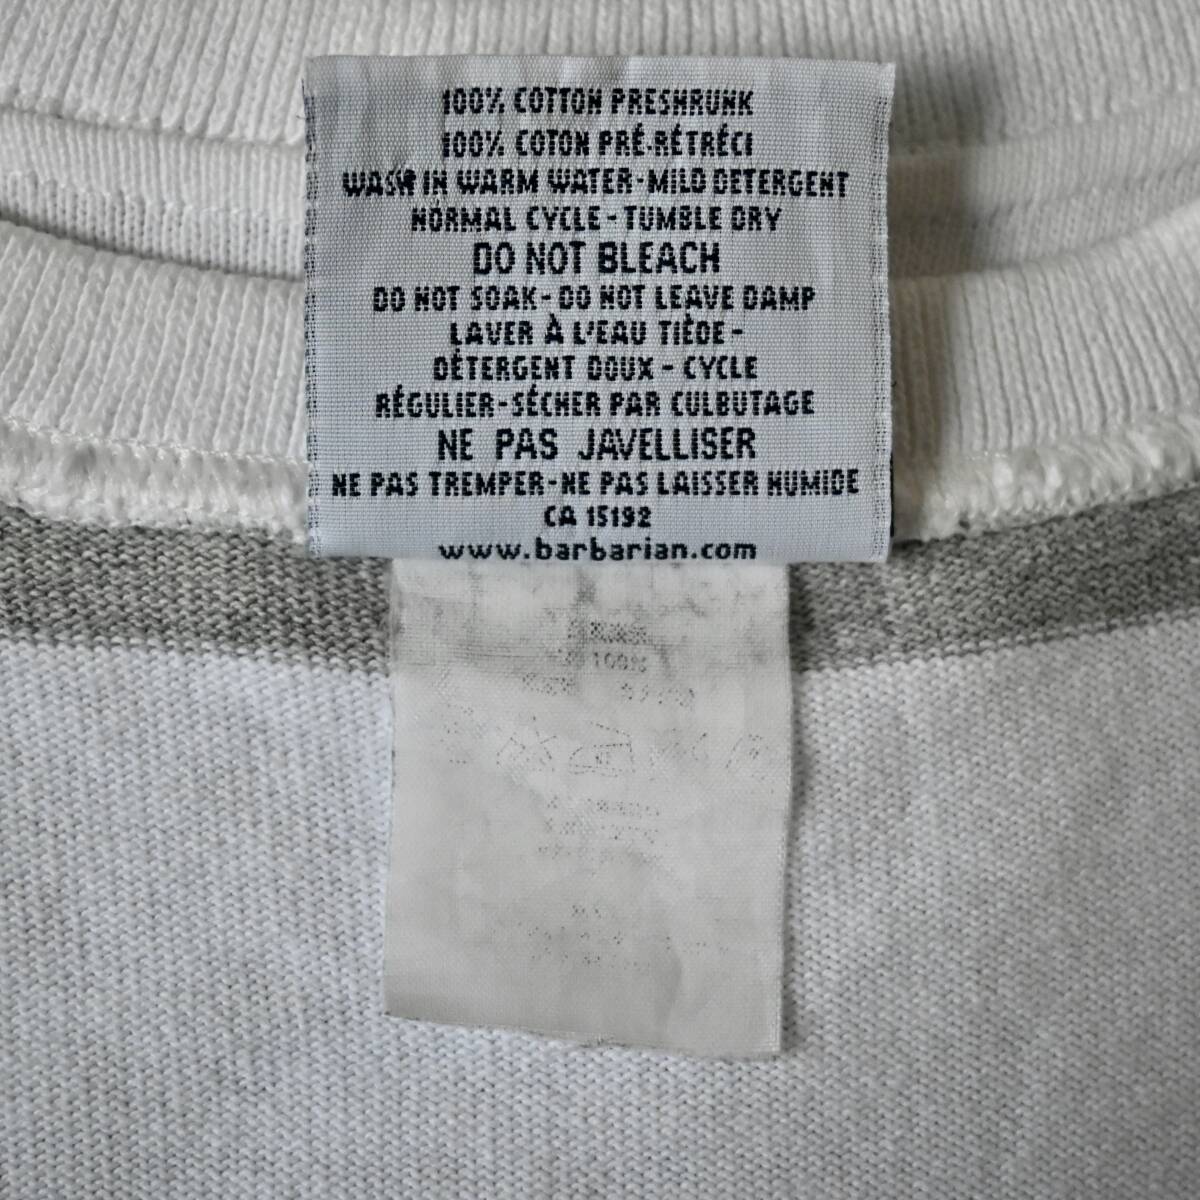 100% COTTON PRESHRUNK
100% COTON PRÉ-RÉTRÉCI
WASH IN WARM WATER-MILD DETERGENT
NORMAL CYCLE - TUMBLE DRY
DO NOT BLEACH
DO NOT SOAK - DO NOT LEAVE DAMP
LAVER À L'EAU TIÈDE -
DÉTERGENT DOUX - CYCLE
RÉGULIER-SÉCHER PAR CULBUTAGE
NE PAS JAVELLISER
NE PAS TREMPER-NE PAS LAISSER HUMIDE
CA 15192
www.barbarian.com
100%